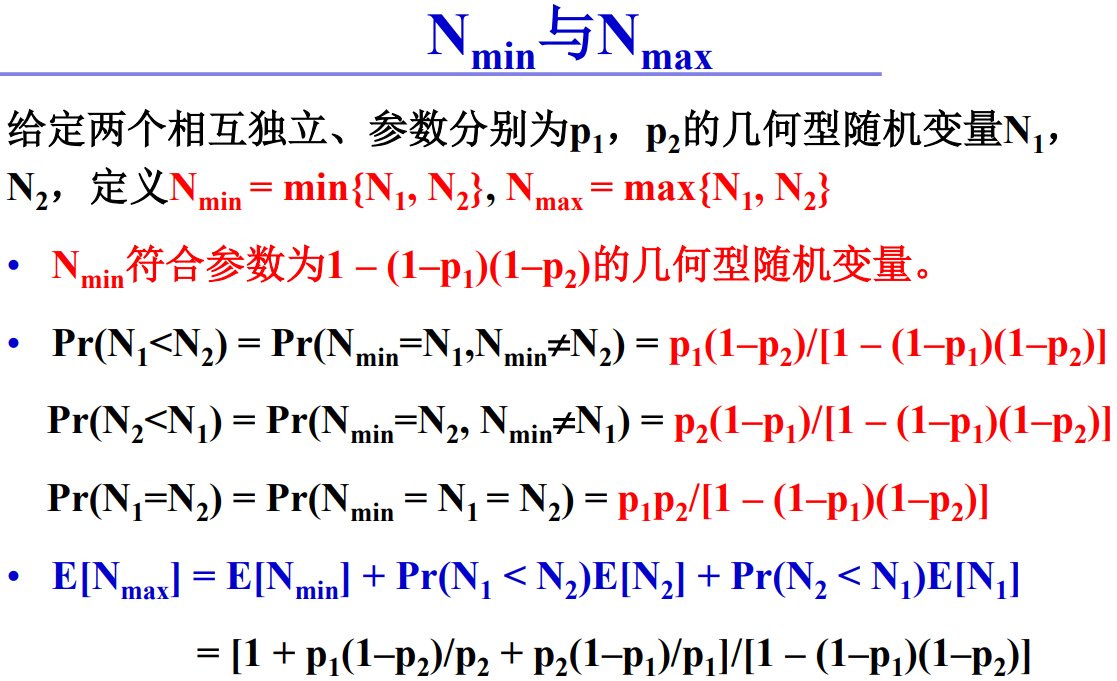 Nmin与Nmax
给定两个相互独立、参数分别为p1，p2的几何型随机变量N1，
N2，定义Nmin = min{N1, N2}, Nmax = max{N1, N2}
• Nmin符合参数为1 – (1–p1)(1–p2)的几何型随机变量。
• Pr(N1<N2) = Pr(Nmin=N1,Nmin≠N2) = p1(1–p2)/[1 – (1–p1)(1–p2)]
Pr(N2<N1) = Pr(Nmin=N2, Nmin≠N1) = p2(1–p1)/[1 – (1–p1)(1–p2)]
Pr(N1=N2) = Pr(Nmin = N1 = N2) = p1p2/[1 – (1–p1)(1–p2)]
• E[Nmax] = E[Nmin] + Pr(N1 < N2)E[N2] + Pr(N2 < N1)E[N1]
= [1 + p1(1–p2)/p2 + p2(1–p1)/p1]/[1 – (1–p1)(1–p2)]